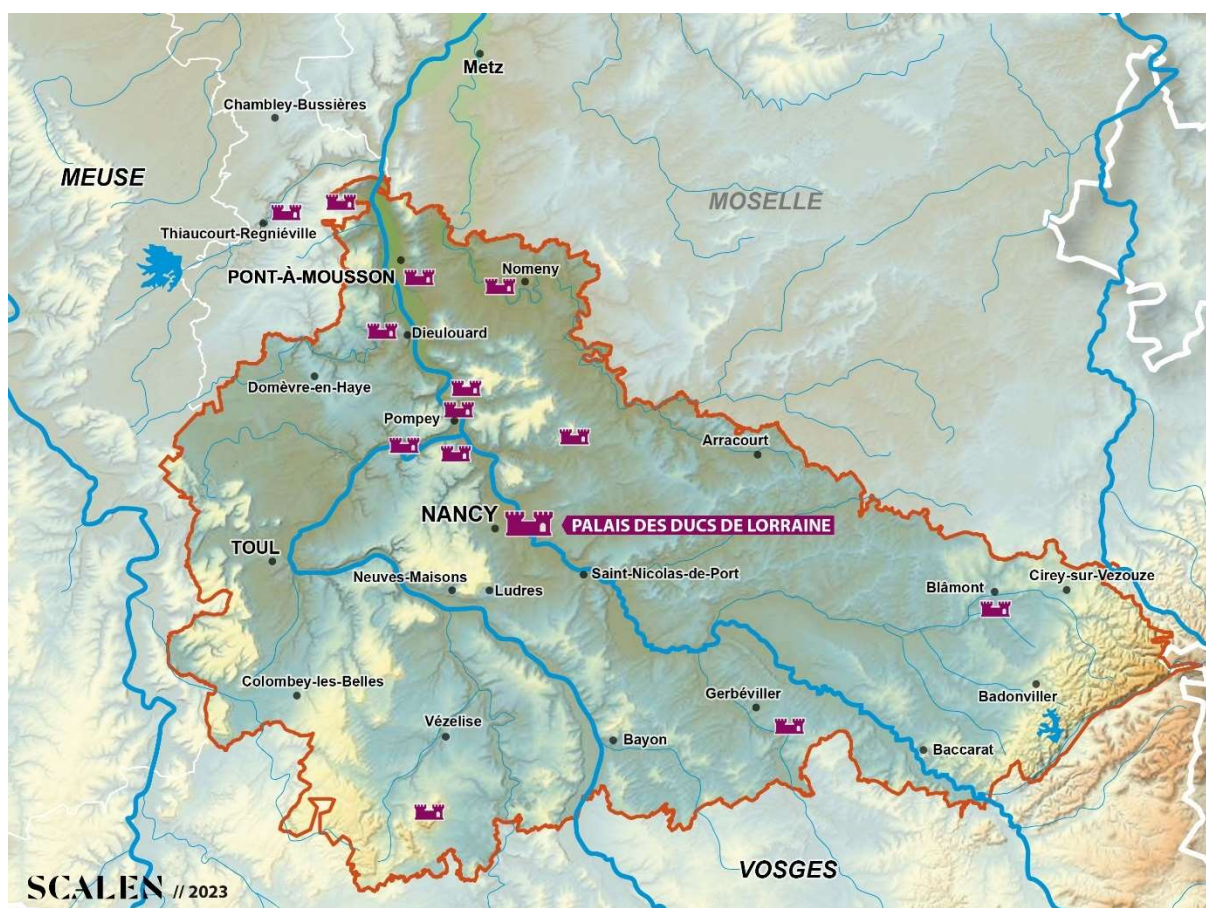 Metz
Chambley-Bussières
MEUSE
MOSELLE
Thiaucourt-Regniéville
PONT-À-MOUSSON
Nomeny
Dieulouard
Domèvre-en-Haye
Pompey
Arracourt
NANCY
PALAIS DES DUCS DE LORRAINE
TOUL
Saint-Nicolas-de-Port
Neuves-Maisons
Ludres
Blâmont
Cirey-sur-Vezouze
Colombey-les-Belles
Gerbéviller
Badonviller
Vézelise
Bayon
Baccarat
VOSGES
SCALEN // 2023